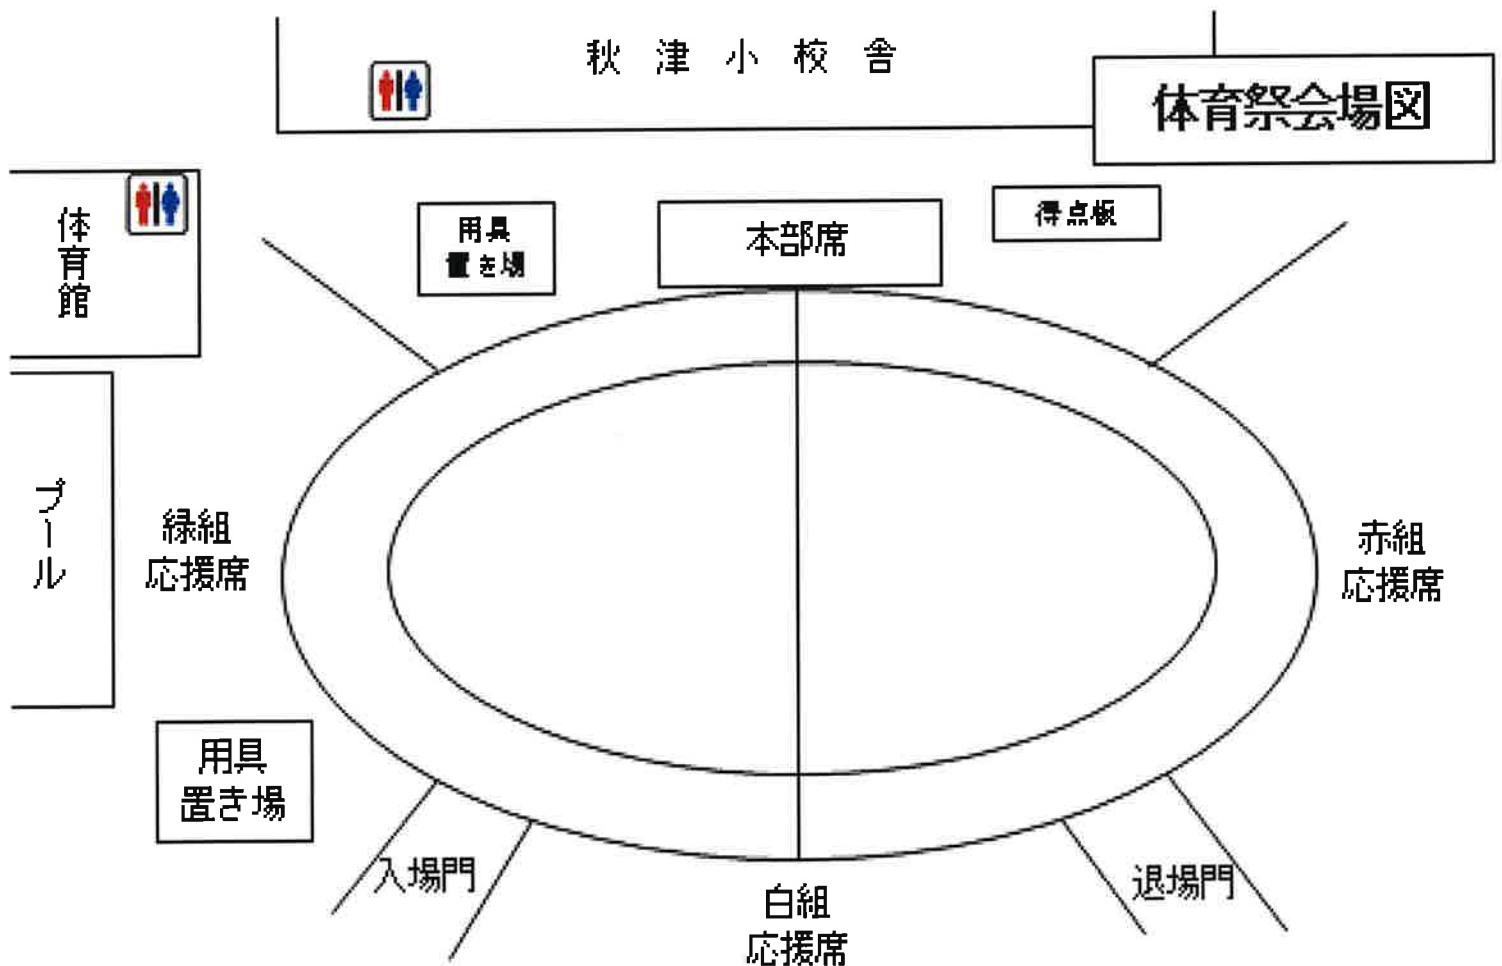 秋津小校舎
体育祭会場図
体育館
用具
置き場
本部席
得点板
プール
緑組
応援席
赤組
応援席
用具
置き場
入場門
白組
応援席
退場門